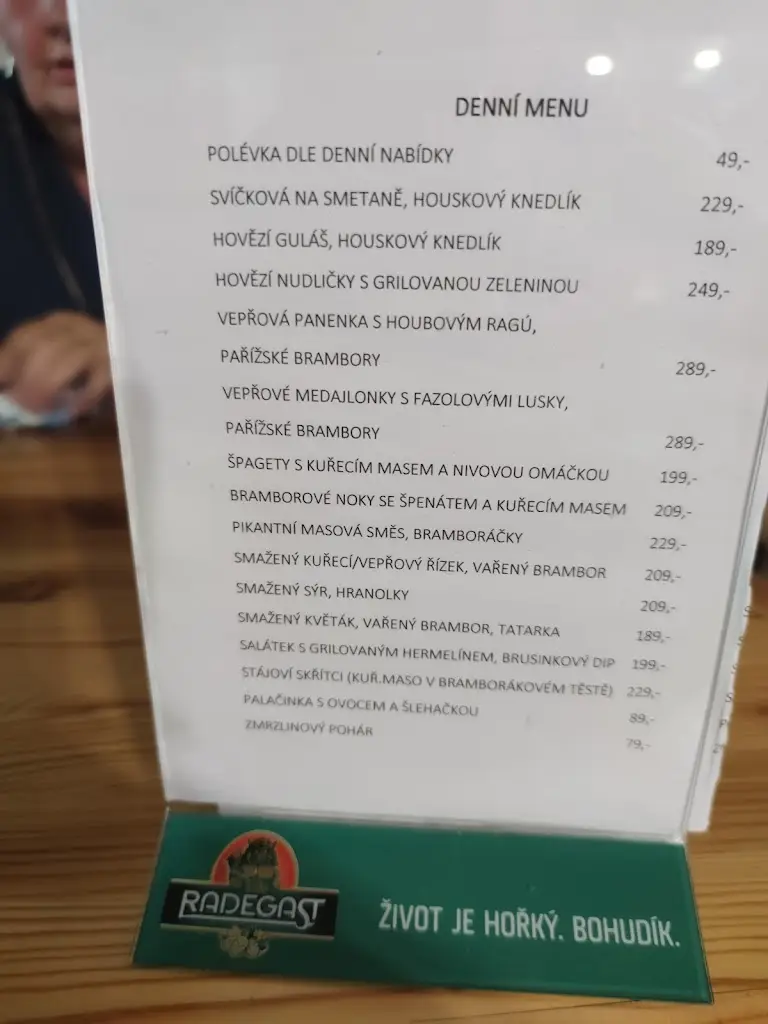 DENNÍ MENU
POLÉVKA DLE DENNÍ NABÍDKY 49,-
SVÍČKOVÁ NA SMETANĚ, HOUSKOVÝ KNEDLÍK 229,-
HOVĚZÍ GULÁŠ, HOUSKOVÝ KNEDLÍK 189,-
HOVĚZÍ NUDLIČKY S GRILOVANOU ZELENINOU 249,-
VEPŘOVÁ PANENKA S HOUBOVÝM RAGÚ,
PAŘÍŽSKÉ BRAMBORY 289,-
VEPŘOVÉ MEDAJLONKY S FAZOLOVÝMI LUSKY,
PAŘÍŽSKÉ BRAMBORY 289,-
ŠPAGETY S KUŘECÍM MASEM A NIVOVOU OMÁČKOU 199,-
BRAMBOROVÉ NOKY SE ŠPENÁTEM A KUŘECÍM MASEM 209,-
PIKANTNÍ MASOVÁ SMĚS, BRAMBORÁČKY 229,-
SMAŽENÝ KUŘECÍ/VEPŘOVÝ ŘÍZEK, VAŘENÝ BRAMBOR 209,-
SMAŽENÝ SÝR, HRANOLKY 209,-
SMAŽENÝ KVĚTÁK, VAŘENÝ BRAMBOR, TATARKA 189,-
SALÁTEK S GRILOVANÝM HERMELÍNEM, BRUSINKOVÝ DIP 199,-
STÁJOVÍ SKŘÍTCI (KUŘ.MASO V BRAMBORÁKOVÉM TĚSTĚ) 229,-
PALAČINKA S OVOCEM A ŠLEHAČKOU 89,-
ZMRZLINOVÝ POHÁR 79,-
RADEGAST
ŽIVOT JE HOŘKÝ. BOHUDÍK.